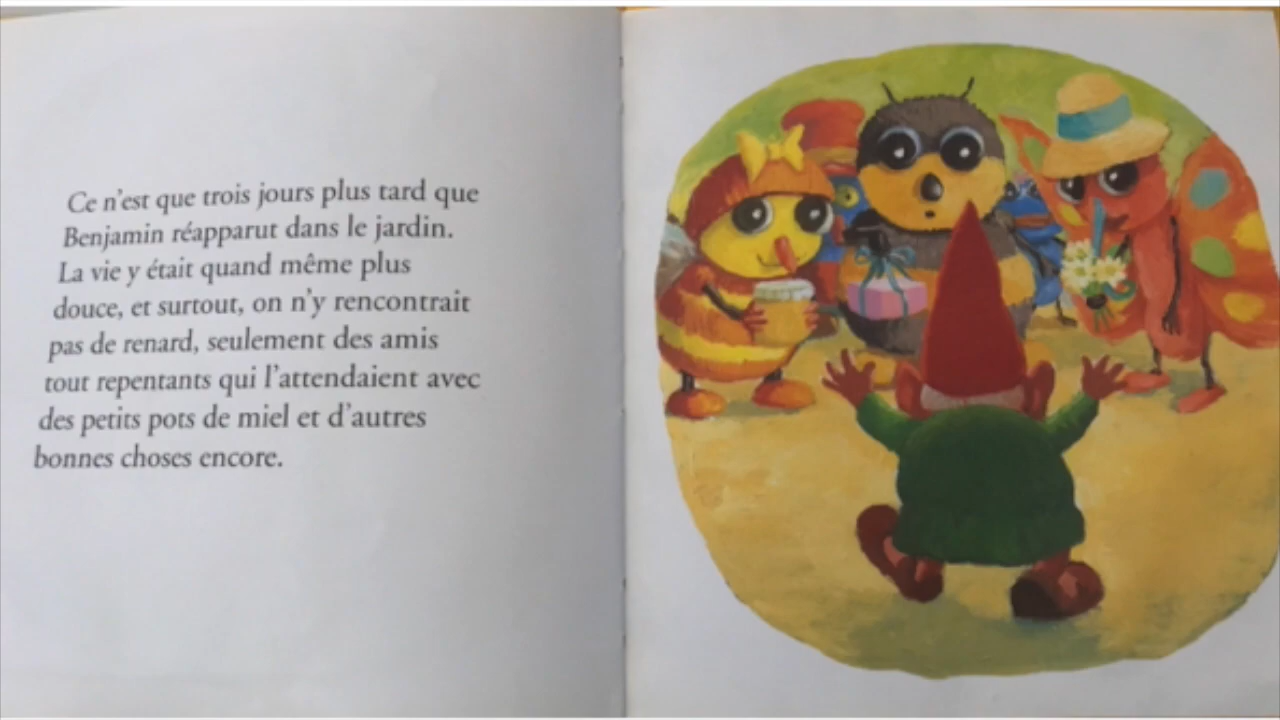 Ce n'est que trois jours plus tard que
Benjamin réapparut dans le jardin.
La vie y était quand même plus
douce, et surtout, on n'y rencontrait
pas de renard, seulement des amis
tout repentants qui l'attendaient avec
des petits pots de miel et d'autres
bonnes choses encore.